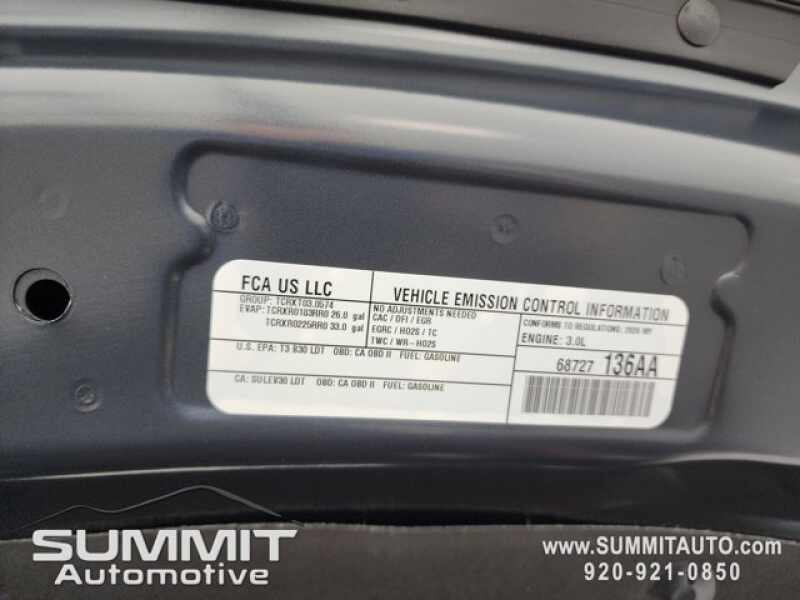 FCA US LLC
GROUP: TCRXT03.0574
EVAP: TCRXR0183RR0 26.0 gal
TCRXR0225RR0 33.0 gal
U.S. EPA: T3 B30 LDT OBD: CA OBD II FUEL: GASOLINE
CA: SULEV30 LDT OBD: CA OBD II FUEL: GASOLINE
VEHICLE EMISSION CONTROL INFORMATION
NO ADJUSTMENTS NEEDED
CAC / DFI / EGR
EGRC / HO2S / TC
TWC / WR-HO2S
CONFORMS TO REGULATIONS: MY
ENGINE: 3.0L
68727 136AA
SUMMIT
Automotive
www.SUMMITAUTO.com
920-921-0850